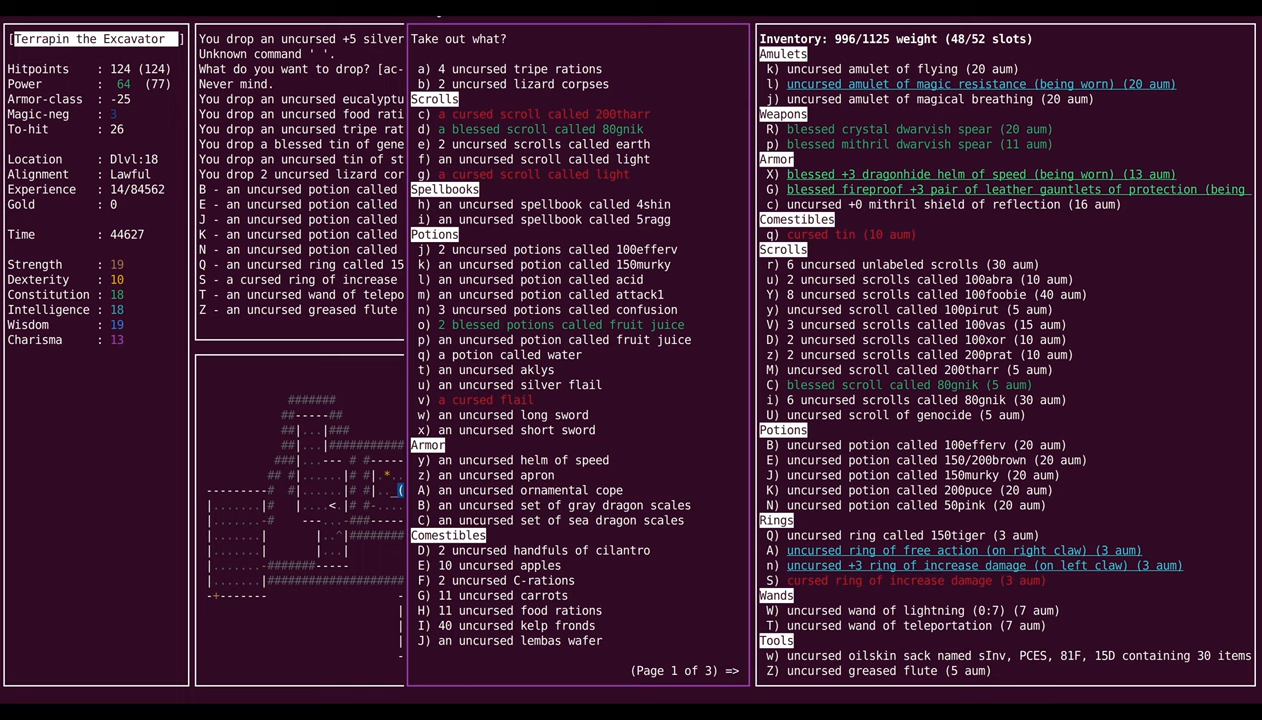 [Terrapin the Excavator ]
Hitpoints : 124 (124)
Power : 64 (77)
Armor-class : -25
Magic-neg : 3
To-hit : 26
Location : Dlvl:18
Alignment : Lawful
Experience : 14/84562
Gold : 0
Time : 44627
Strength : 19
Dexterity : 10
Constitution : 18
Intelligence : 18
Wisdom : 19
Charisma : 13
You drop an uncursed +5 silver
Unknown command ' '.
What do you want to drop? [ac-
Never mind.
You drop an uncursed eucalyptu
You drop an uncursed food rati
You drop an uncursed tripe rat
You drop a blessed tin of gene
You drop an uncursed tin of st
You drop 2 uncursed lizard cor
B - an uncursed potion called
E - an uncursed potion called
J - an uncursed potion called
K - an uncursed potion called
N - an uncursed potion called
Q - an uncursed ring called 15
S - a cursed ring of increase
T - an uncursed wand of telepo
Z - an uncursed greased flute
Take out what?
a) 4 uncursed tripe rations
b) 2 uncursed lizard corpses
Scrolls
c) a cursed scroll called 200tharr
d) a blessed scroll called 80gnik
e) 2 uncursed scrolls called earth
f) an uncursed scroll called light
g) a cursed scroll called light
Spellbooks
h) an uncursed spellbook called 4shin
i) an uncursed spellbook called 5ragg
Potions
j) 2 uncursed potions called 100efferv
k) an uncursed potion called 150murky
l) an uncursed potion called acid
m) an uncursed potion called attack1
n) 3 uncursed potions called confusion
o) 2 blessed potions called fruit juice
p) an uncursed potion called fruit juice
q) a potion called water
t) an uncursed aklys
u) an uncursed silver flail
v) a cursed flail
w) an uncursed long sword
x) an uncursed short sword
Armor
y) an uncursed helm of speed
z) an uncursed apron
A) an uncursed ornamental cope
B) an uncursed set of gray dragon scales
C) an uncursed set of sea dragon scales
Comestibles
D) 2 uncursed handfuls of cilantro
E) 10 uncursed apples
F) 2 uncursed C-rations
G) 11 uncursed carrots
H) 11 uncursed food rations
I) 40 uncursed kelp fronds
J) an uncursed lembas wafer
(Page 1 of 3) =>
Inventory: 996/1125 weight (48/52 slots)
Amulets
k) uncursed amulet of flying (20 aum)
l) uncursed amulet of magic resistance (being worn) (20 aum)
j) uncursed amulet of magical breathing (20 aum)
Weapons
R) blessed crystal dwarvish spear (20 aum)
p) blessed mithril dwarvish spear (11 aum)
Armor
X) blessed +3 dragonhide helm of speed (being worn) (13 aum)
G) blessed fireproof +3 pair of leather gauntlets of protection (being
c) uncursed +0 mithril shield of reflection (16 aum)
Comestibles
q) cursed tin (10 aum)
Scrolls
r) 6 uncursed unlabeled scrolls (30 aum)
u) 2 uncursed scrolls called 100abra (10 aum)
Y) 8 uncursed scrolls called 100foobie (40 aum)
y) uncursed scroll called 100pirut (5 aum)
V) 3 uncursed scrolls called 100vas (15 aum)
D) 2 uncursed scrolls called 100xor (10 aum)
z) 2 uncursed scrolls called 200prat (10 aum)
M) uncursed scroll called 200tharr (5 aum)
C) blessed scroll called 80gnik (5 aum)
i) 6 uncursed scrolls called 80gnik (30 aum)
U) uncursed scroll of genocide (5 aum)
Potions
B) uncursed potion called 100efferv (20 aum)
E) uncursed potion called 150/200brown (20 aum)
J) uncursed potion called 150murky (20 aum)
K) uncursed potion called 200puce (20 aum)
N) uncursed potion called 50pink (20 aum)
Rings
Q) uncursed ring called 150tiger (3 aum)
A) uncursed ring of free action (on right claw) (3 aum)
n) uncursed +3 ring of increase damage (on left claw) (3 aum)
S) cursed ring of increase damage (3 aum)
Wands
W) uncursed wand of lightning (0:7) (7 aum)
T) uncursed wand of teleportation (7 aum)
Tools
w) uncursed oilskin sack named sInv, PCES, 81F, 15D containing 30 items
Z) uncursed greased flute (5 aum)